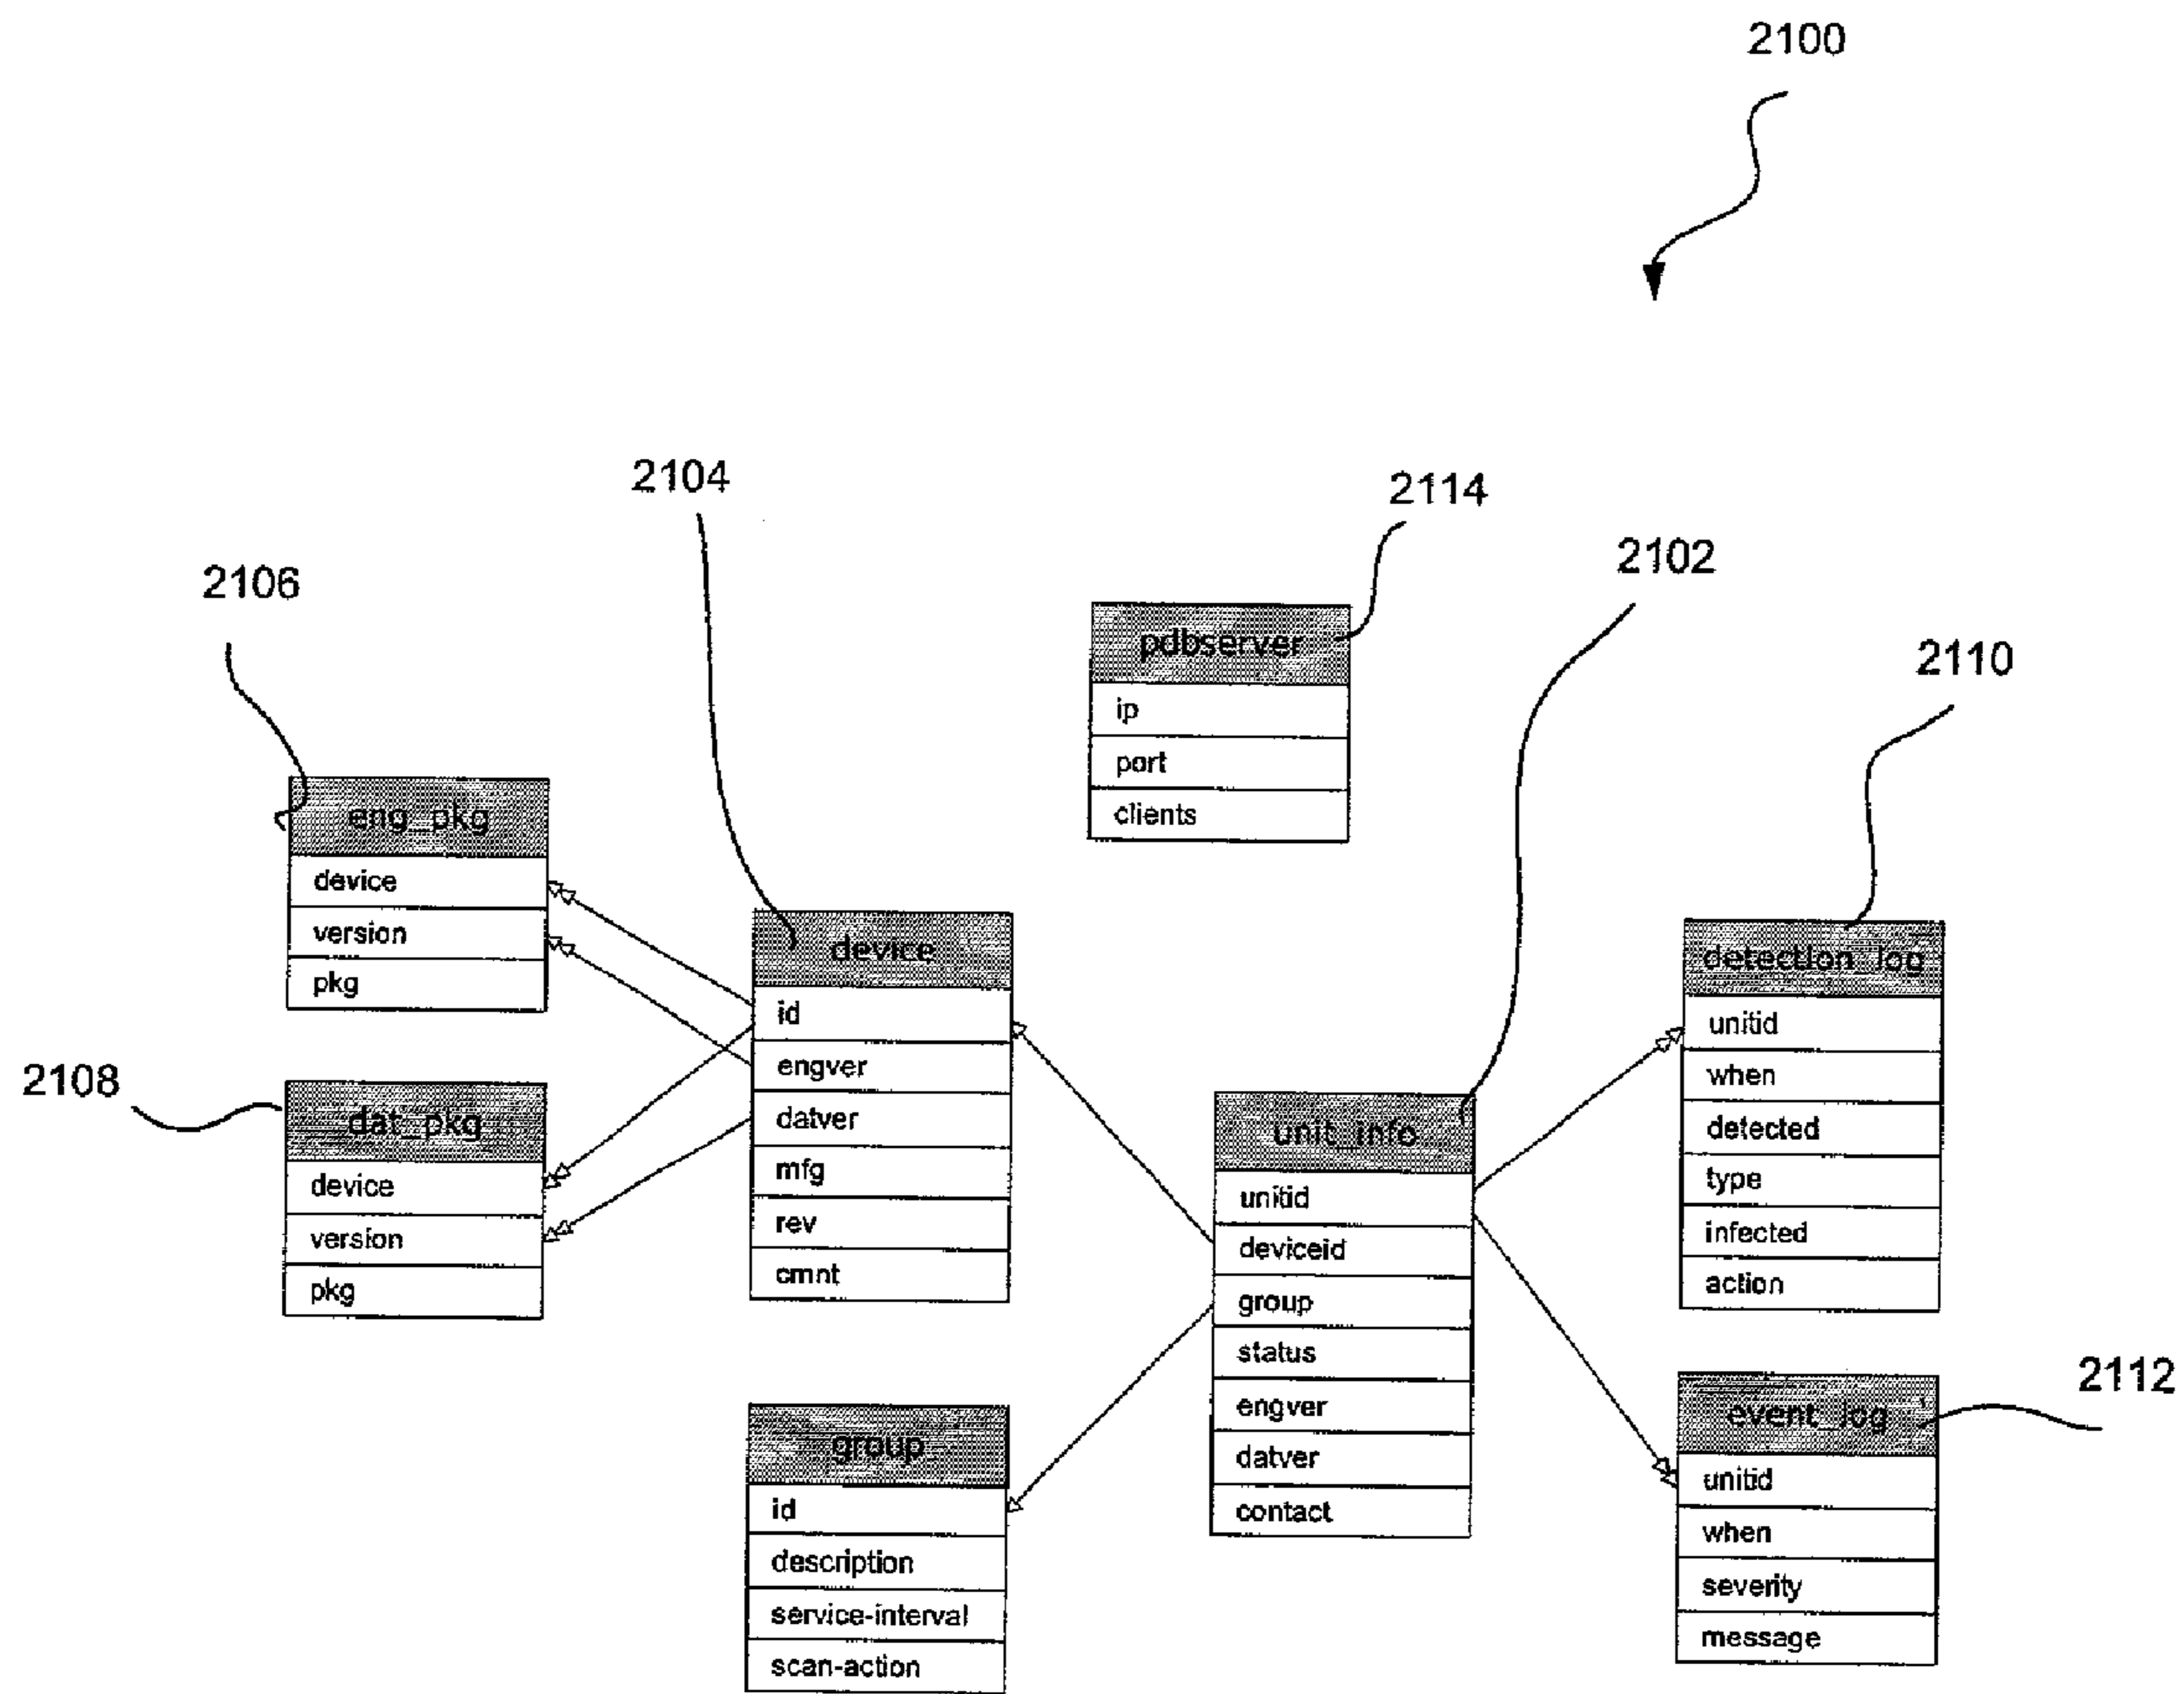 2100
2104
2114
2102
2106
2110
2108
2112
pdbserver
ip
port
clients
eng_pkg
device
version
pkg
device
id
engver
datver
mfg
rev
cmnt
detection_log
unitid
when
detected
type
infected
action
dat_pkg
device
version
pkg
unit_info
unitid
deviceid
group
status
engver
datver
contact
group
id
description
service-interval
scan-action
event_log
unitid
when
severity
message